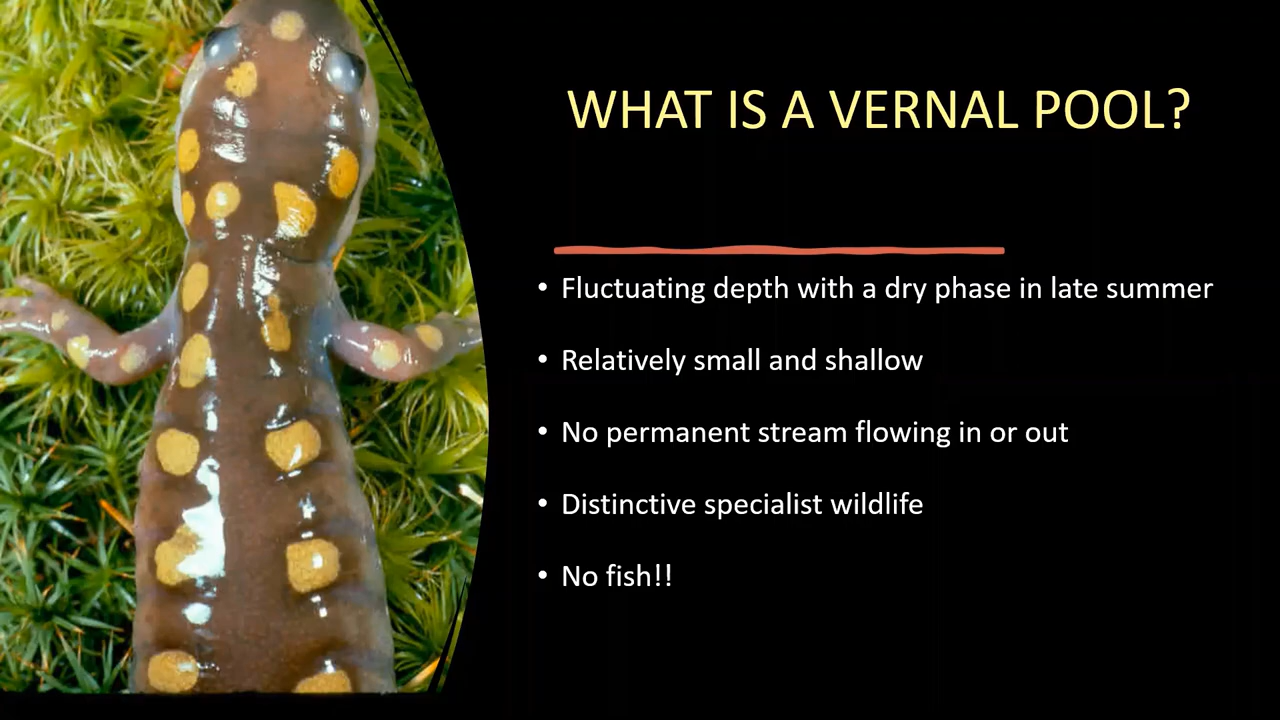 WHAT IS A VERNAL POOL?
• Fluctuating depth with a dry phase in late summer
• Relatively small and shallow
• No permanent stream flowing in or out
• Distinctive specialist wildlife
• No fish!!